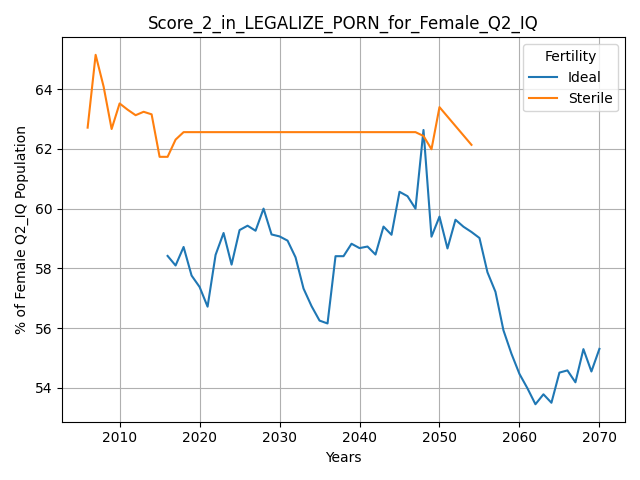 Score_2_in_LEGALIZE_PORN_for_Female_Q2_IQ
Fertility
Ideal
Sterile
% of Female Q2_IQ Population
64
62
60
58
56
54
2010 2020 2030 2040 2050 2060 2070
Years